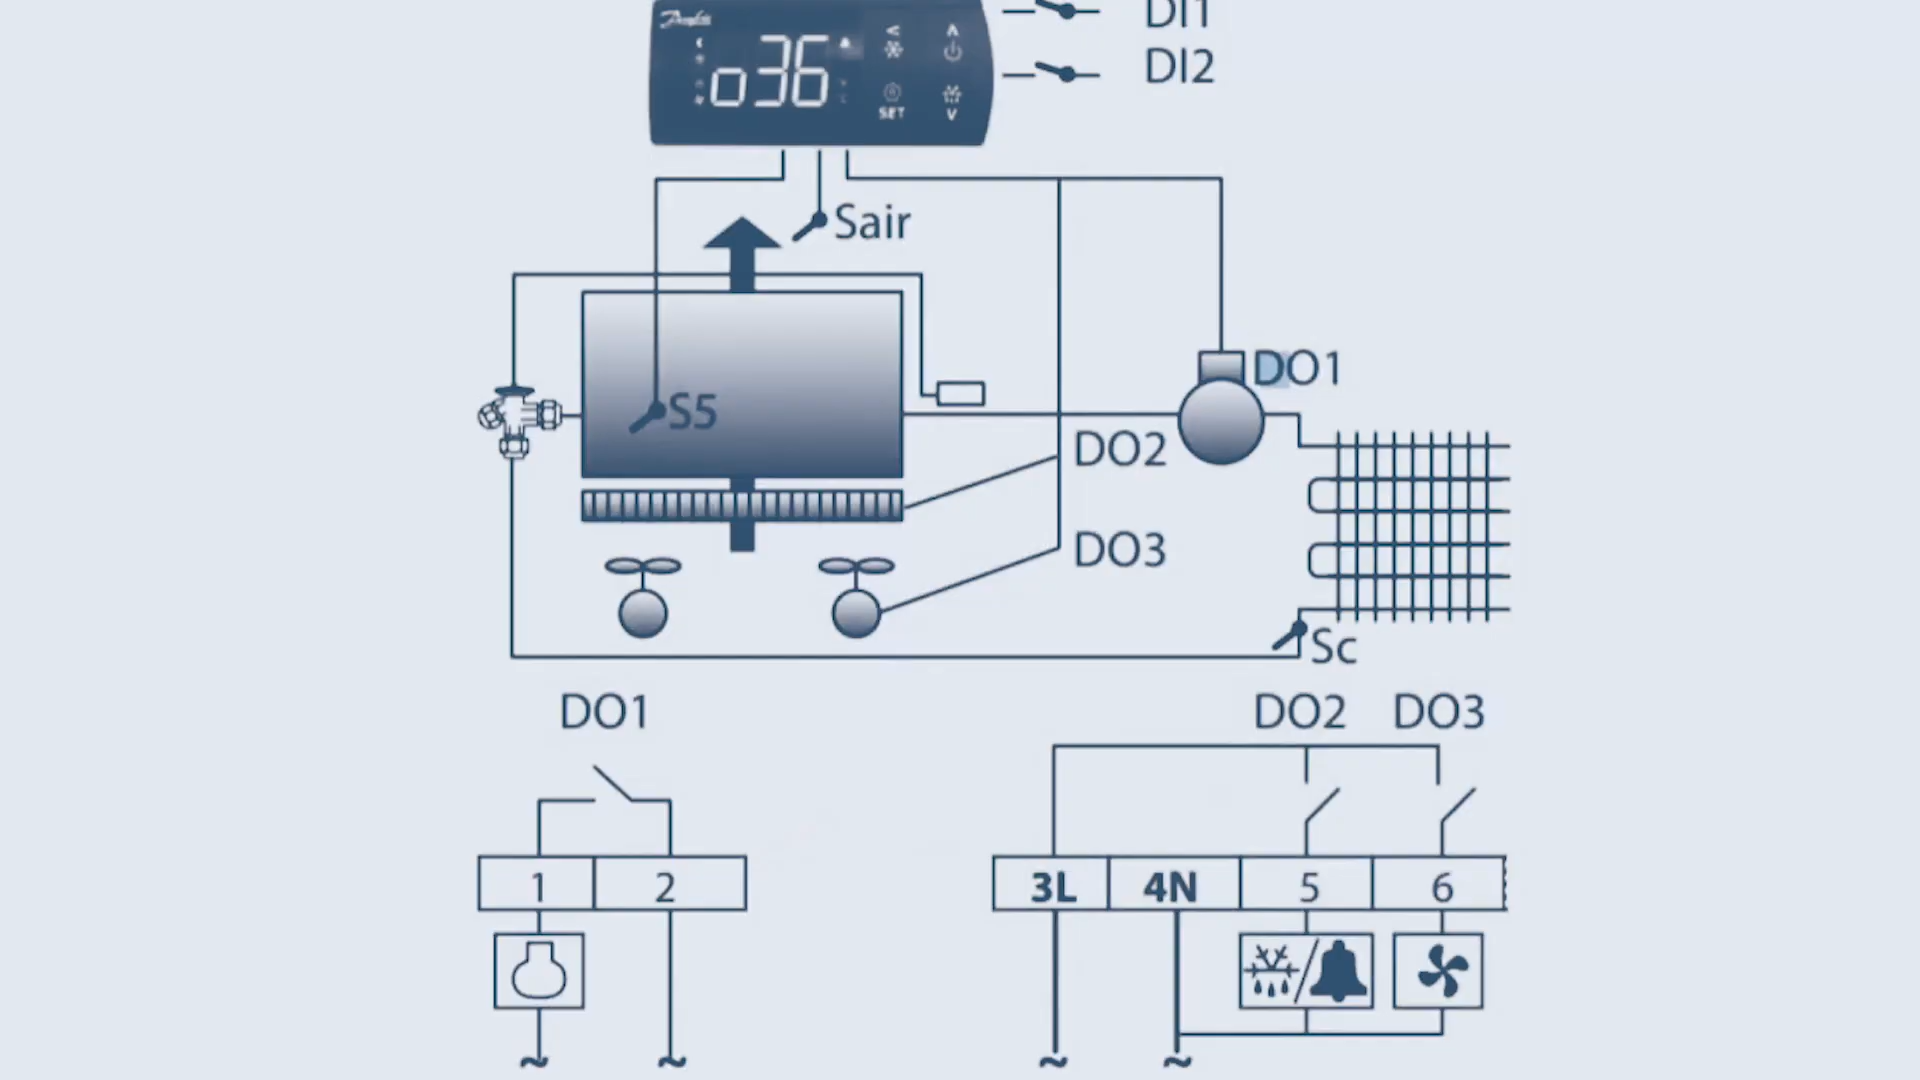 DI1
Danfoss
o36
SET
DI2
Sair
DO1
S5
DO2
DO3
Sc
DO1
DO2 DO3
1 2
3L 4N 5 6